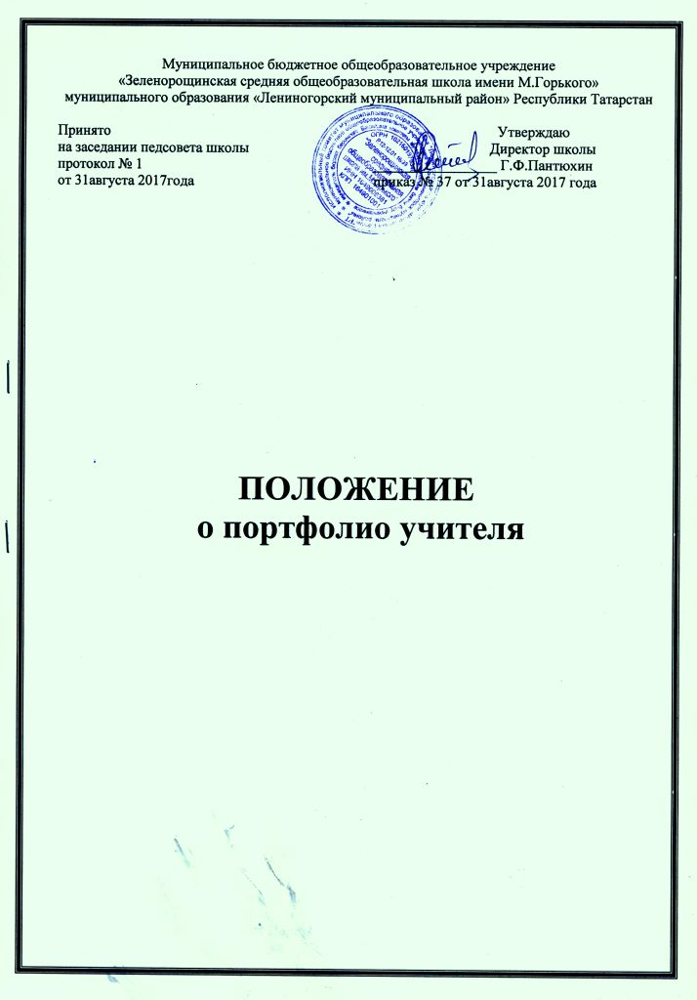 Муниципальное бюджетное общеобразовательное учреждение
«Зеленорощинская средняя общеобразовательная школа имени М.Горького»
муниципального образования «Лениногорский муниципальный район» Республики Татарстан
Принято
на заседании педсовета школы
протокол № 1
от 31августа 2017года
Утверждаю
Директор школы
Г.Ф.Пантюхин
приказ № 37 от 31августа 2017 года
ПОЛОЖЕНИЕ
о портфолио учителя